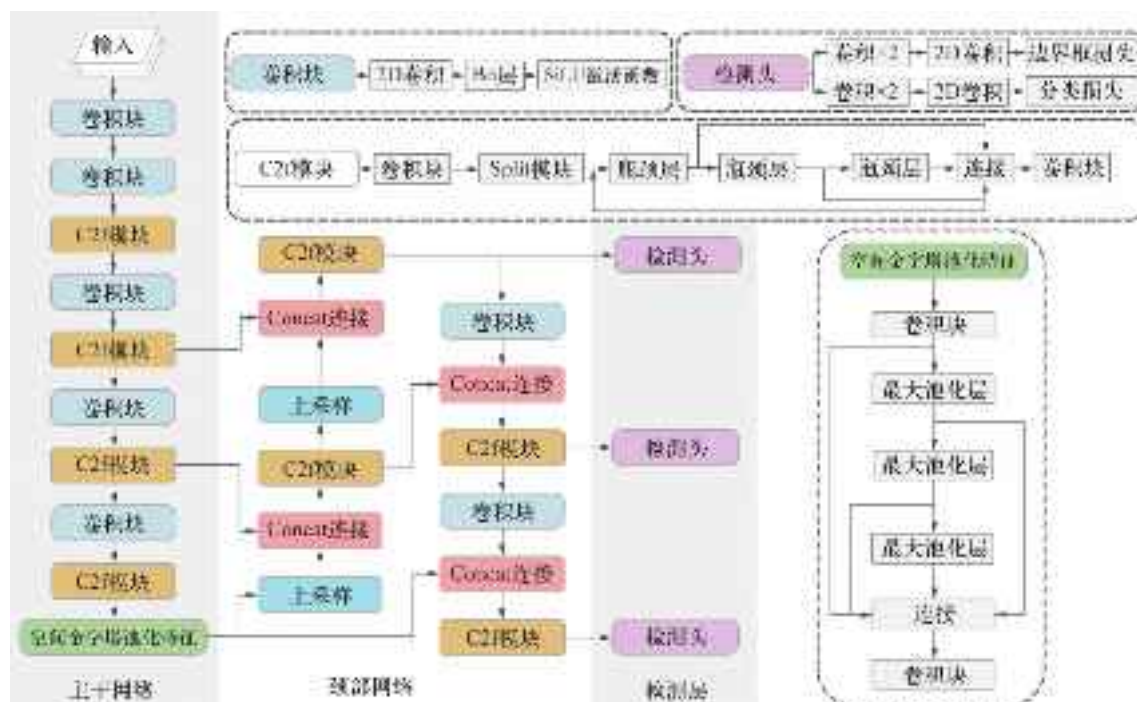 输入
卷积块
卷积块
C2f模块
卷积块
C2f模块
卷积块
C2f模块
卷积块
C2f模块
空间金字塔池化特征
主干网络
C2f模块
Concat连接
上采样
C2f模块
Concat连接
上采样
颈部网络
卷积块
Concat连接
C2f模块
卷积块
Concat连接
C2f模块
检测头
检测头
检测头
检测层
卷积块 2D卷积 Bn层 SiLU激活函数
检测头
卷积×2 2D卷积 边界框损失
卷积×2 2D卷积 分类损失
C2f模块 卷积块 Split模块 瓶颈层 瓶颈层 瓶颈层 连接 卷积块
空间金字塔池化特征
卷积块
最大池化层
最大池化层
最大池化层
连接
卷积块